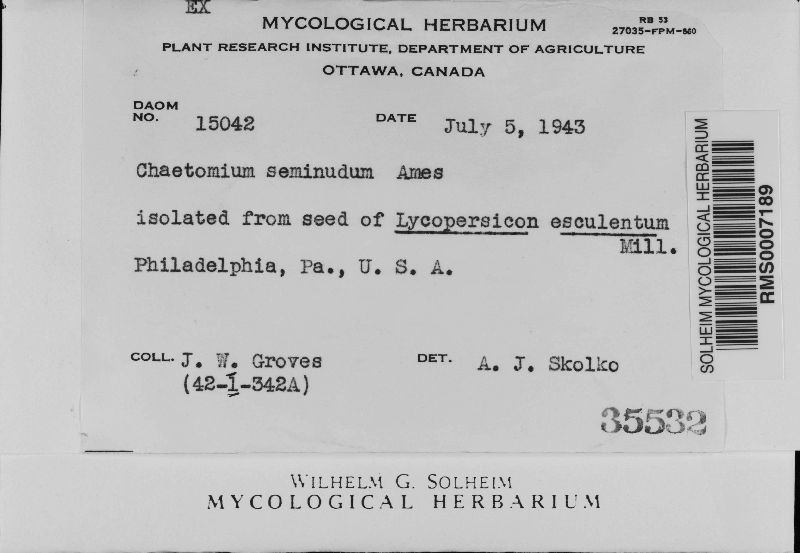 EX
MYCOLOGICAL HERBARIUM
RB 53
27035-FPM-860
PLANT RESEARCH INSTITUTE, DEPARTMENT OF AGRICULTURE
OTTAWA, CANADA
DAOM NO. 15042 DATE July 5, 1943
Chaetomium seminudum Ames
isolated from seed of Lycopersicon esculentum
Mill.
Philadelphia, Pa., U. S. A.
COLL. J. W. Groves DET. A. J. Skolko
(42-1-342A)
35532
SOLHEIM MYCOLOGICAL HERBARIUM
RMS0007189
WILHELM G. SOLHEIM
MYCOLOGICAL HERBARIUM